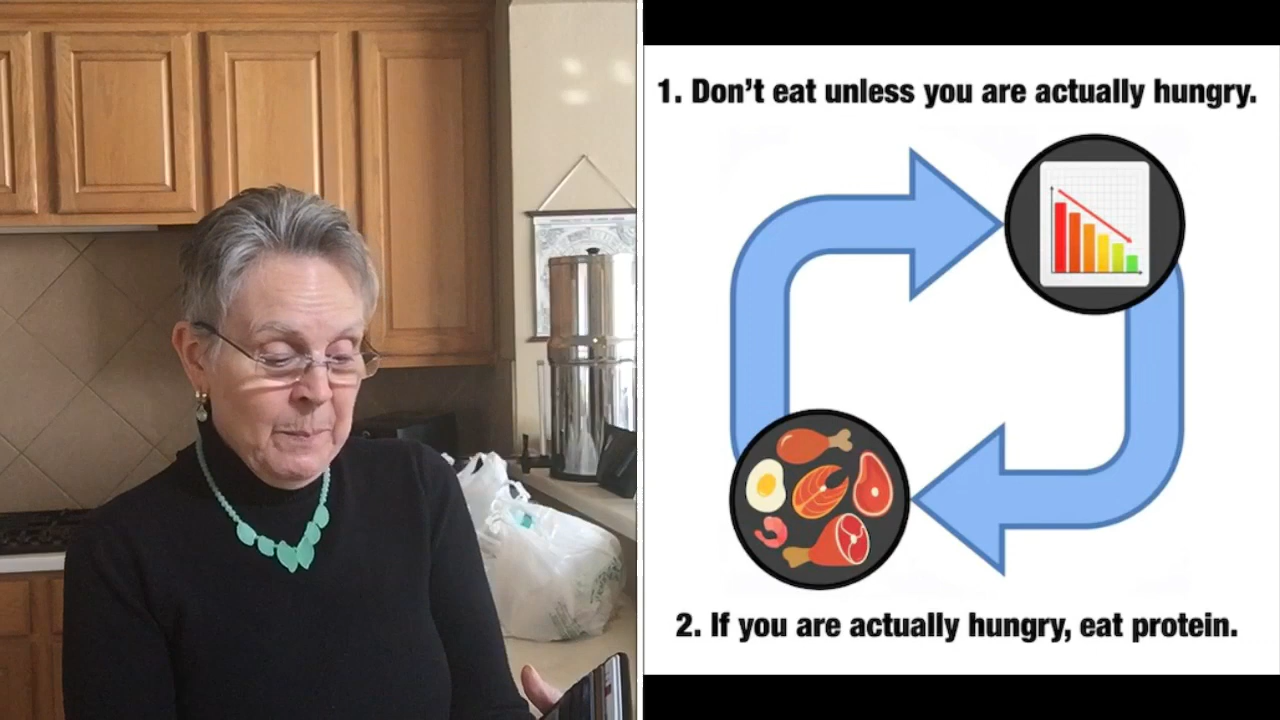 1. Don’t eat unless you are actually hungry.
2. If you are actually hungry, eat protein.